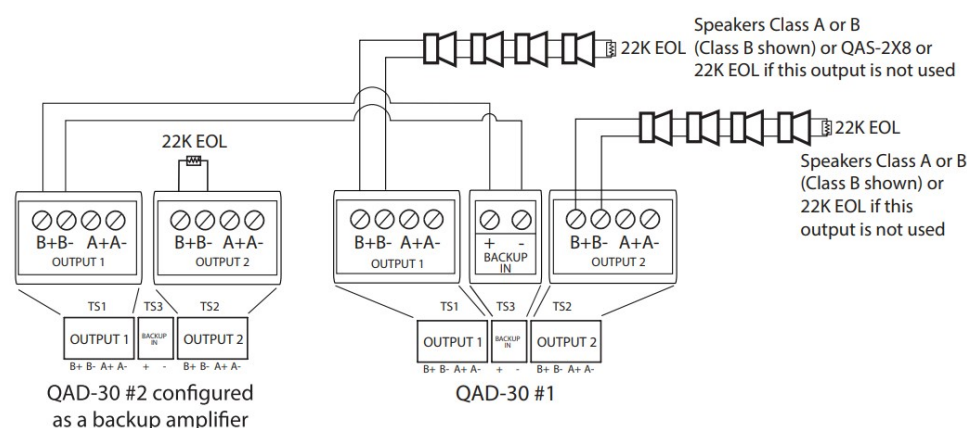 Speakers Class A or B
22K EOL (Class B shown) or QAS-2X8 or
22K EOL if this output is not used
22K EOL
22K EOL
Speakers Class A or B
(Class B shown) or
22K EOL if this
output is not used
B+B- A+A-
OUTPUT 1
B+B- A+A-
OUTPUT 2
B+B- A+A-
OUTPUT 1
+ -
BACKUP
IN
B+B- A+A-
OUTPUT 2
TS1 TS3 TS2
OUTPUT 1
BACKUP
IN
OUTPUT 2
B+ B- A+ A- + - B+ B- A+ A-
QAD-30 #2 configured
as a backup amplifier
TS1 TS3 TS2
OUTPUT 1
BACKUP
IN
OUTPUT 2
B+ B- A+ A- + - B+ B- A+ A-
QAD-30 #1